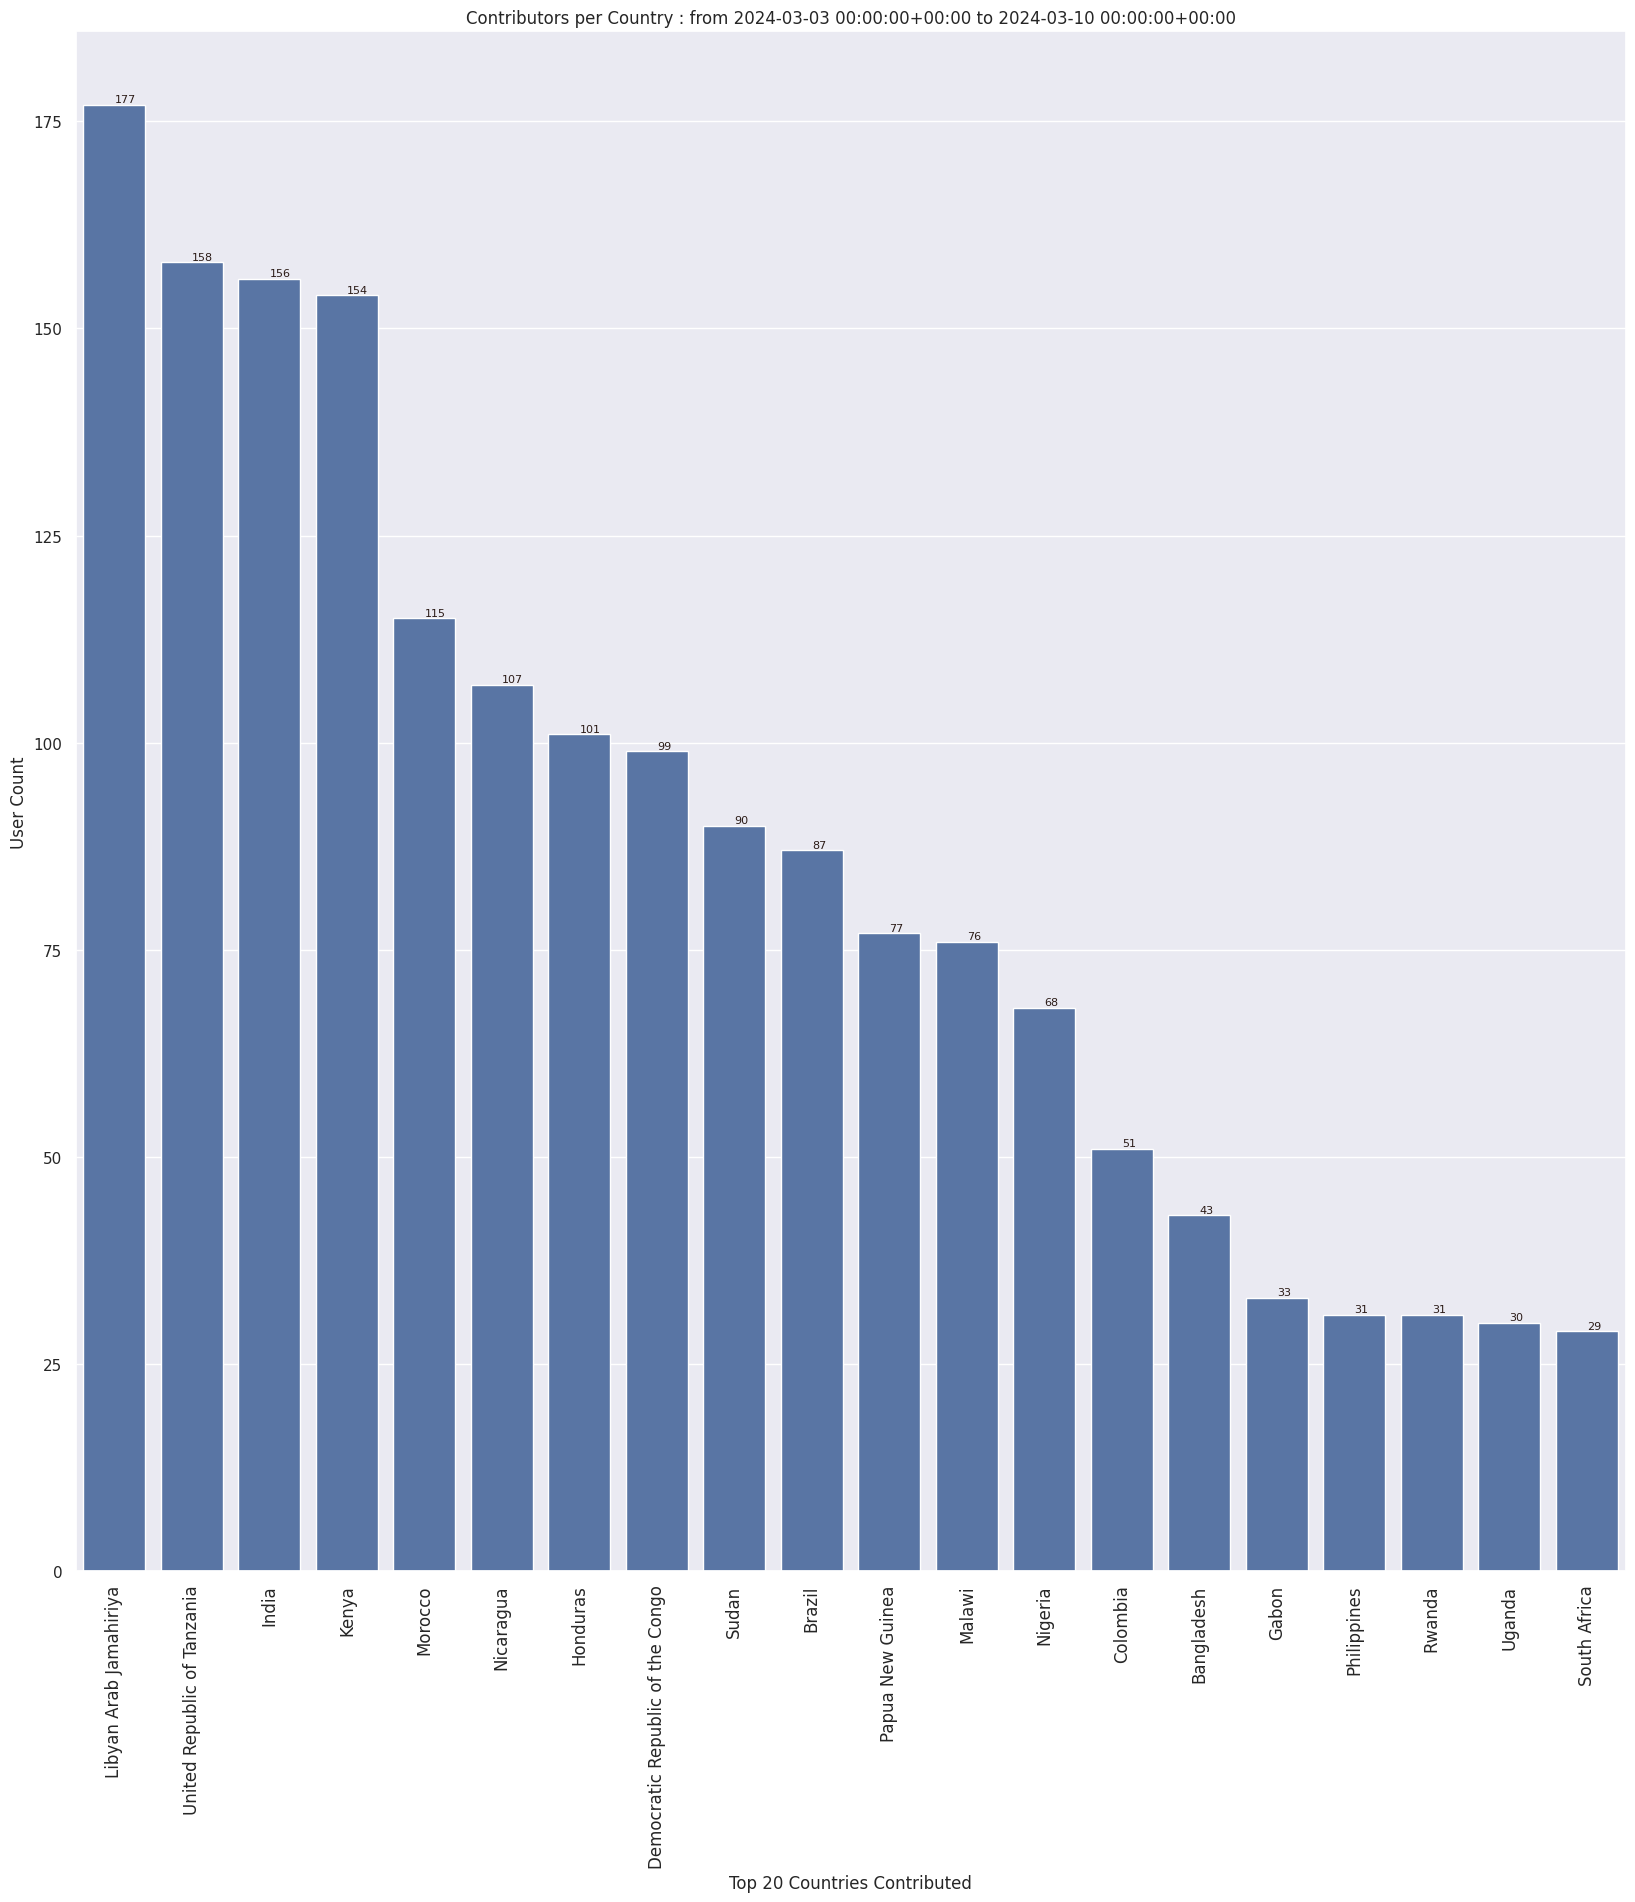 Contributors per Country : from 2024-03-03 00:00:00+00:00 to 2024-03-10 00:00:00+00:00
User Count
175
150
125
100
75
50
25
0
177
158
156
154
115
107
101
99
90
87
77
76
68
51
43
33
31
31
30
29
Libyan Arab Jamahiriya
United Republic of Tanzania
India
Kenya
Morocco
Nicaragua
Honduras
Democratic Republic of the Congo
Sudan
Brazil
Papua New Guinea
Malawi
Nigeria
Colombia
Bangladesh
Gabon
Philippines
Rwanda
Uganda
South Africa
Top 20 Countries Contributed